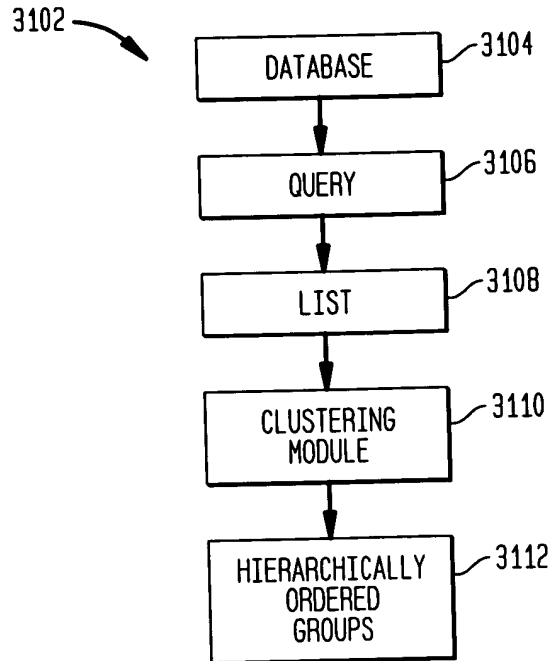 3102
DATABASE
3104
QUERY
3106
LIST
3108
CLUSTERING
MODULE
3110
HIERARCHICALLY
ORDERED
GROUPS
3112